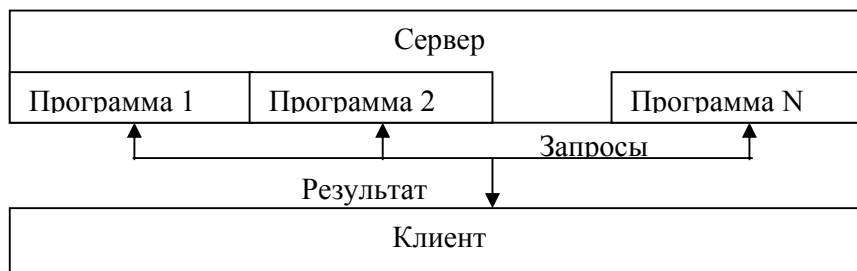 Сервер
Программа 1 Программа 2 Программа N
Запросы
Результат
Клиент